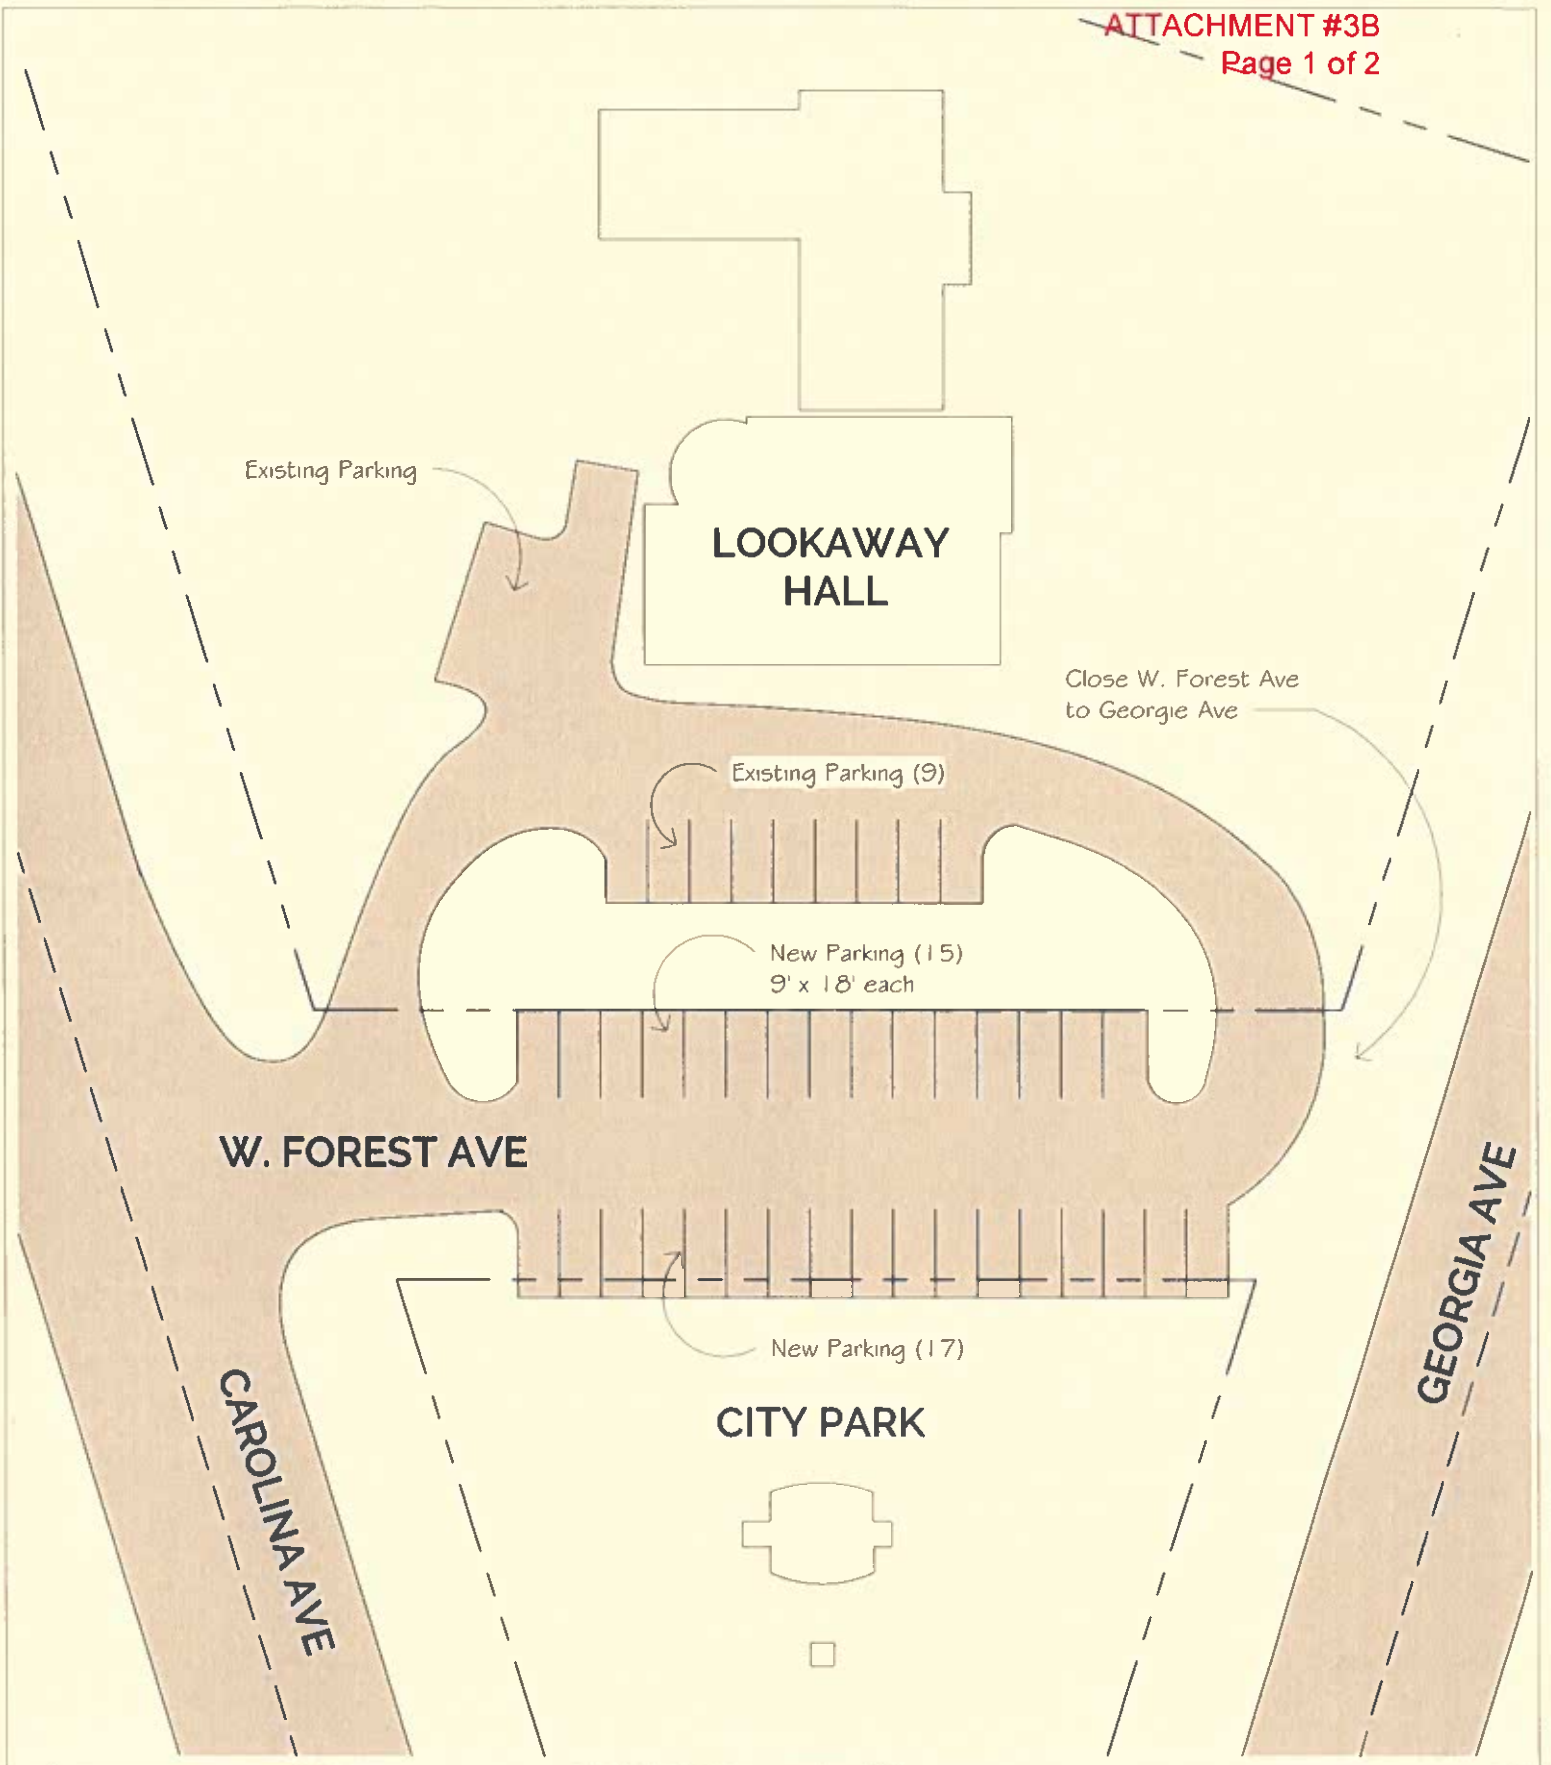 ATTACHMENT #3B
Page 1 of 2
Existing Parking
LOOKAWAY
HALL
Close W. Forest Ave
to Georgie Ave
Existing Parking (9)
New Parking (15)
9' x 18' each
W. FOREST AVE
GEORGIA AVE
New Parking (17)
CITY PARK
CAROLINA AVE